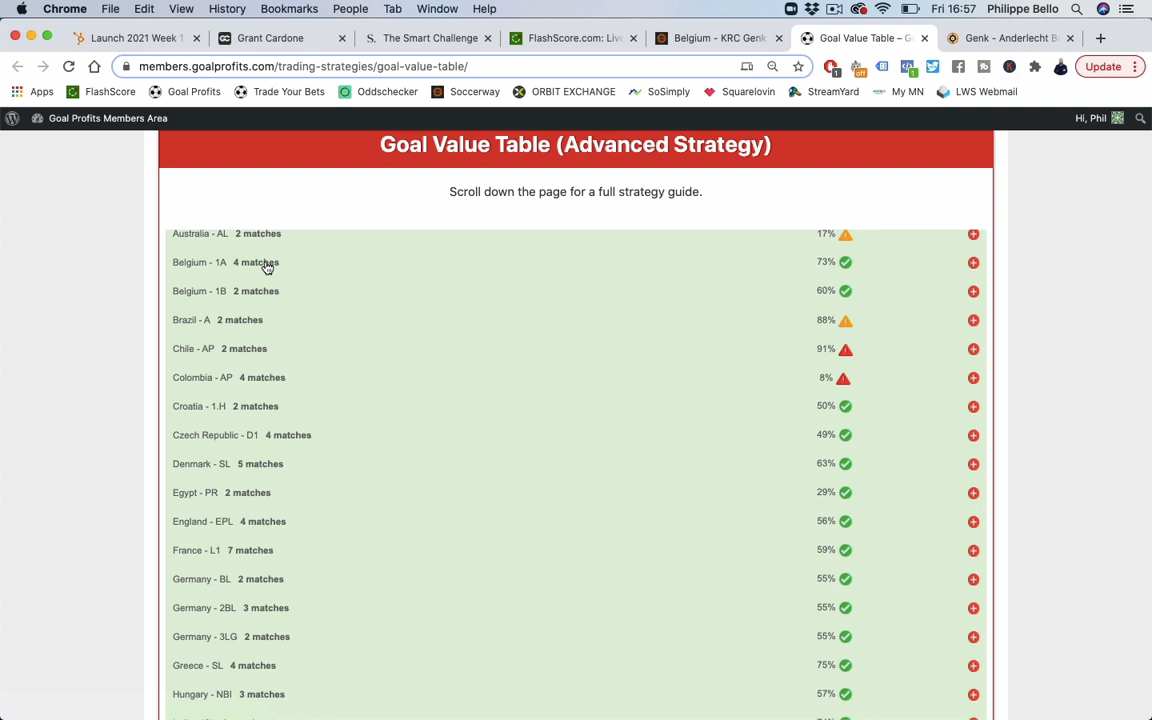 Chrome File Edit View History Bookmarks People Tab Window Help Fri 16:57 Philippe Bello
Launch 2021 Week 1 Grant Cardone S. The Smart Challenge FlashScore.com: Live Belgium - KRC Genk Goal Value Table – G Genk - Anderlecht B
members.goalprofits.com/trading-strategies/goal-value-table/ Update
Apps FlashScore Goal Profits Trade Your Bets Oddschecker Soccerway ORBIT EXCHANGE SoSimply Squarelovin StreamYard My MN LWS Webmail
Goal Profits Members Area Hi, Phil
Goal Value Table (Advanced Strategy)
Scroll down the page for a full strategy guide.
Australia - AL 2 matches 17%
Belgium - 1A 4 matches 73%
Belgium - 1B 2 matches 60%
Brazil - A 2 matches 88%
Chile - AP 2 matches 91%
Colombia - AP 4 matches 8%
Croatia - 1.H 2 matches 50%
Czech Republic - D1 4 matches 49%
Denmark - SL 5 matches 63%
Egypt - PR 2 matches 29%
England - EPL 4 matches 56%
France - L1 7 matches 59%
Germany - BL 2 matches 55%
Germany - 2BL 3 matches 55%
Germany - 3LG 2 matches 55%
Greece - SL 4 matches 75%
Hungary - NBI 3 matches 57%